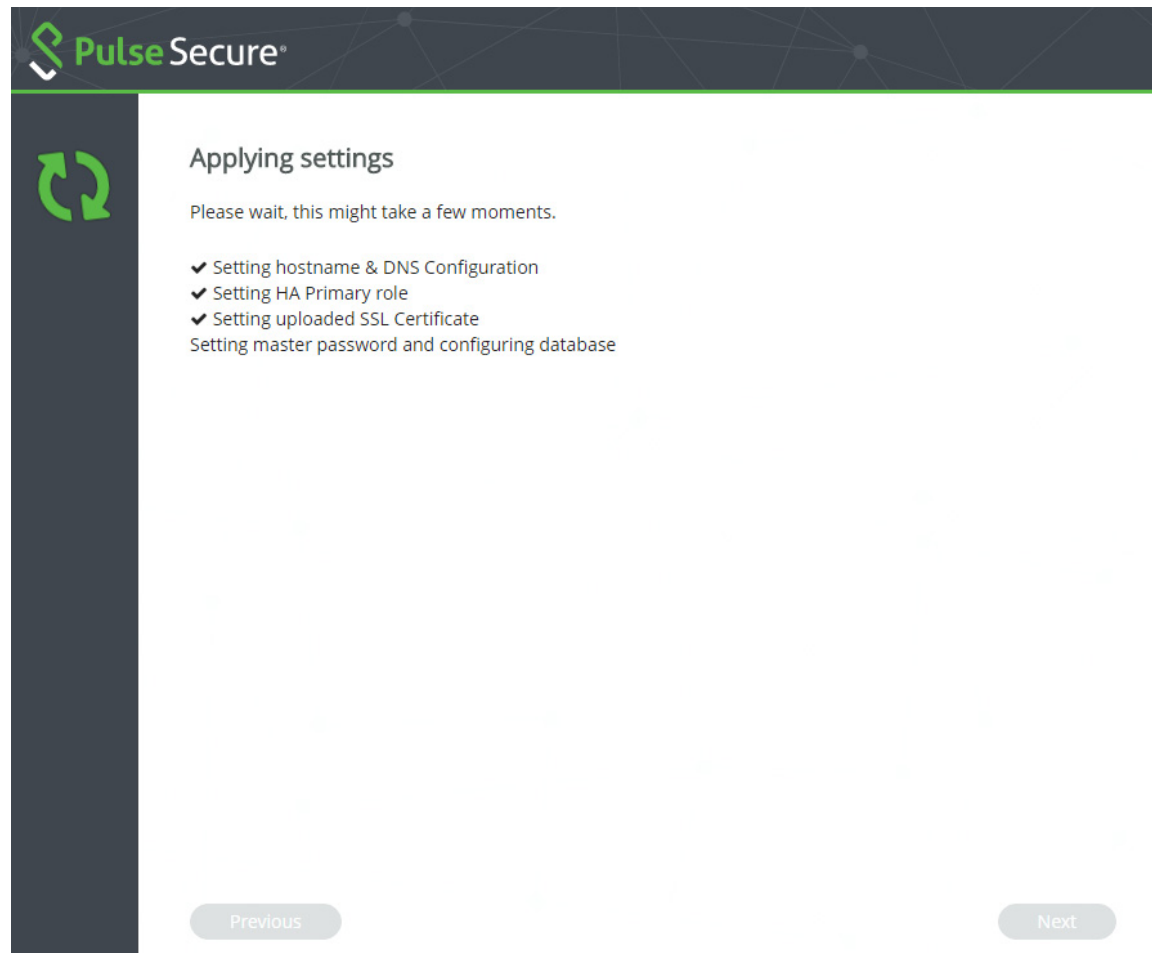 Pulse Secure®
Applying settings
Please wait, this might take a few moments.
✔ Setting hostname & DNS Configuration
✔ Setting HA Primary role
✔ Setting uploaded SSL Certificate
Setting master password and configuring database
Previous
Next